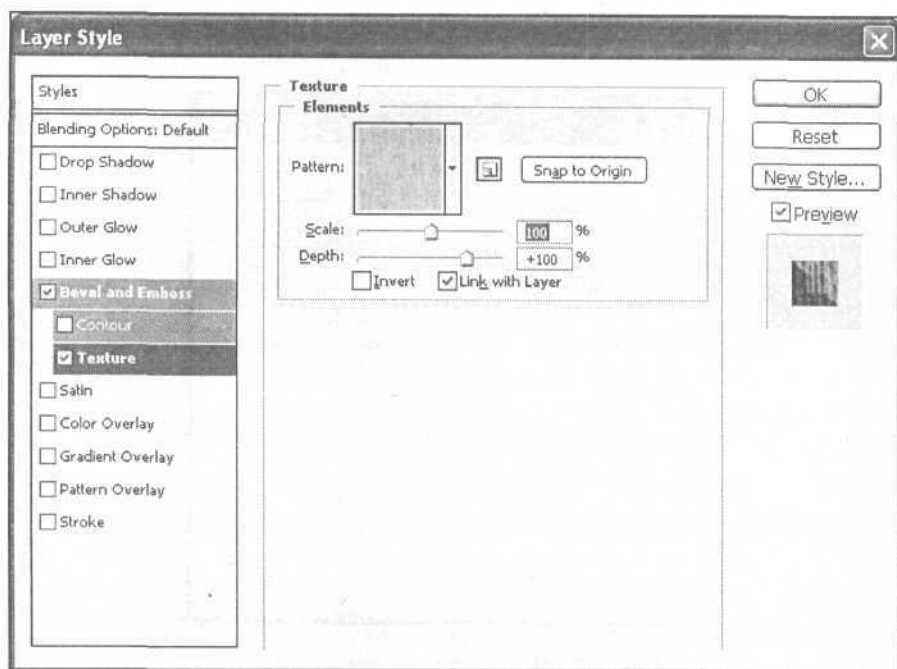 Layer Style
Styles
Blending Options: Default
Drop Shadow
Inner Shadow
Outer Glow
Inner Glow
Bevel and Emboss
Contour
Texture
Satin
Color Overlay
Gradient Overlay
Pattern Overlay
Stroke
Texture
Elements
Pattern:
Snap to Origin
Scale: 100 %
Depth: +100 %
Invert Link with Layer
OK
Reset
New Style...
Preview